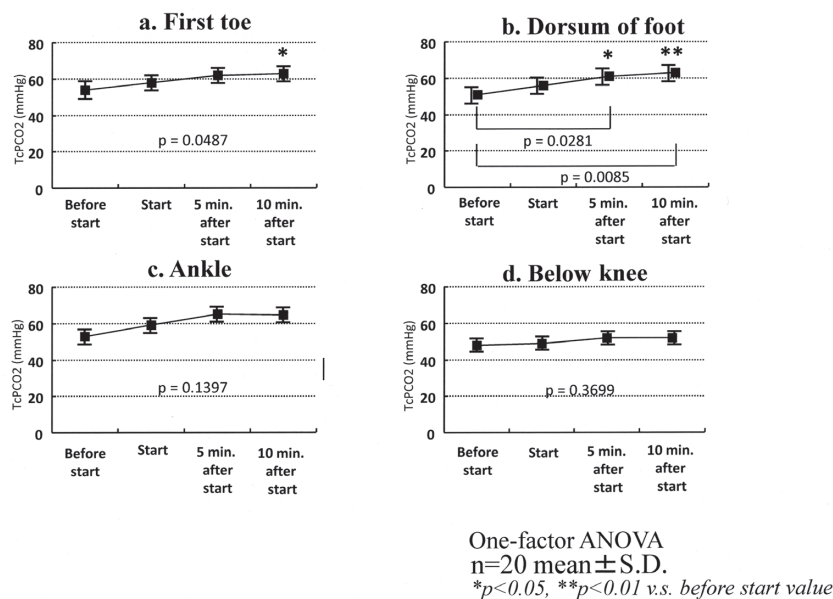 a. First toe
TcPCO2 (mmHg)
80
60
40
20
0
*
p = 0.0487
Before start
Start
5 min. after start
10 min. after start
b. Dorsum of foot
TcPCO2 (mmHg)
80
60
40
20
0
*
**
p = 0.0281
p = 0.0085
Before start
Start
5 min. after start
10 min. after start
c. Ankle
TcPCO2 (mmHg)
80
60
40
20
0
p = 0.1397
Before start
Start
5 min. after start
10 min. after start
d. Below knee
TcPCO2 (mmHg)
80
60
40
20
0
p = 0.3699
Before start
Start
5 min. after start
10 min. after start
One-factor ANOVA
n=20 mean±S.D.
*p<0.05, **p<0.01 v.s. before start value